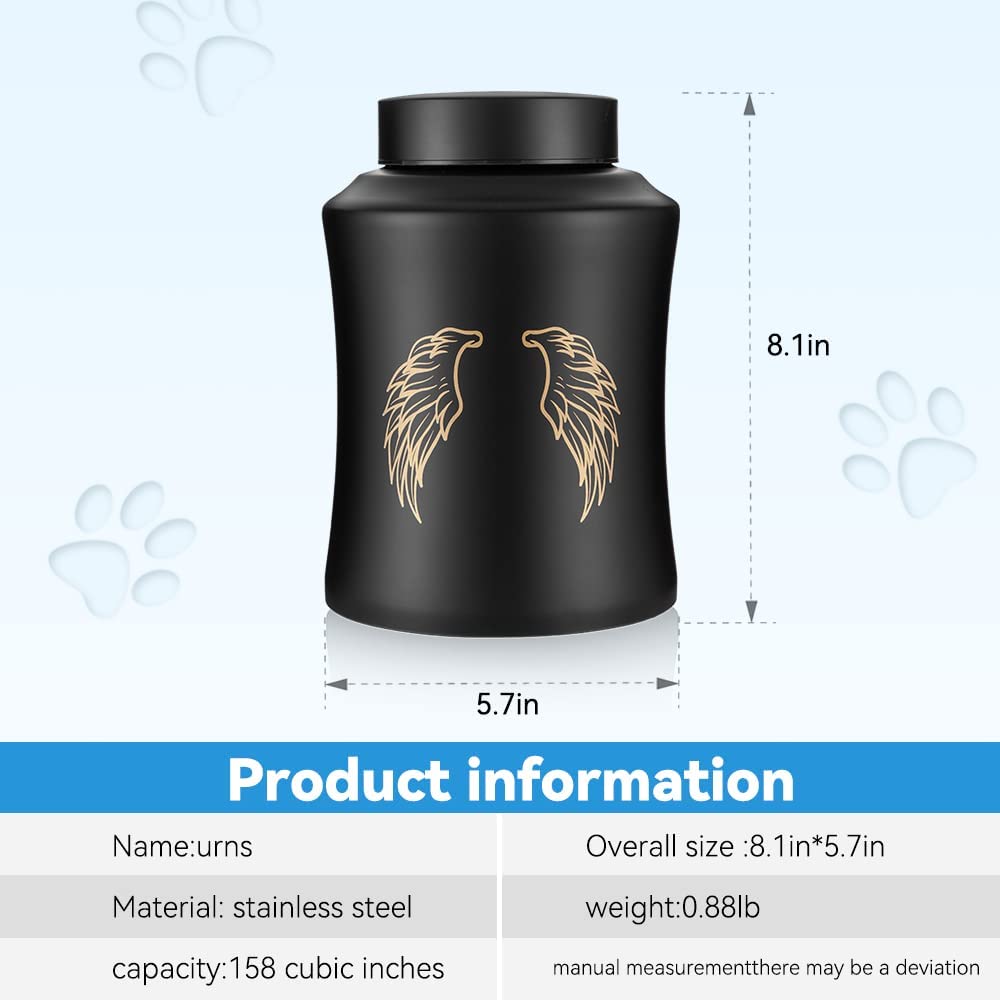 8.1in
5.7in
Product information
Name:urns
Overall size :8.1in*5.7in
Material: stainless steel
weight:0.88lb
capacity:158 cubic inches
manual measurementthere may be a deviation